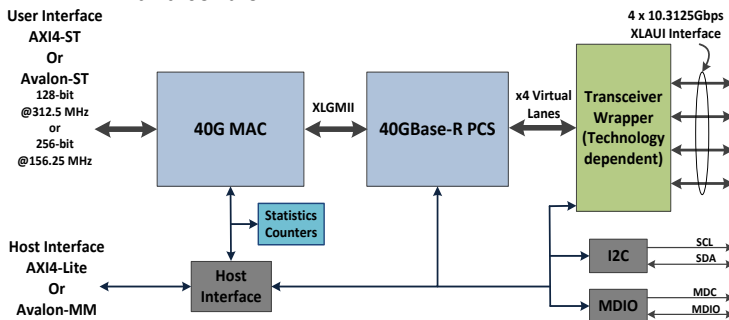 User Interface
AXI4-ST
Or
Avalon-ST
128-bit
@312.5 MHz
or
256-bit
@156.25 MHz
40G MAC
XLGMII
40GBase-R PCS
x4 Virtual
Lanes
Transceiver
Wrapper
(Technology
dependent)
4 x 10.3125Gbps
XLAUI Interface
Statistics
Counters
Host Interface
AXI4-Lite
Or
Avalon-MM
Host
Interface
I2C
SCL
SDA
MDIO
MDC
MDIO